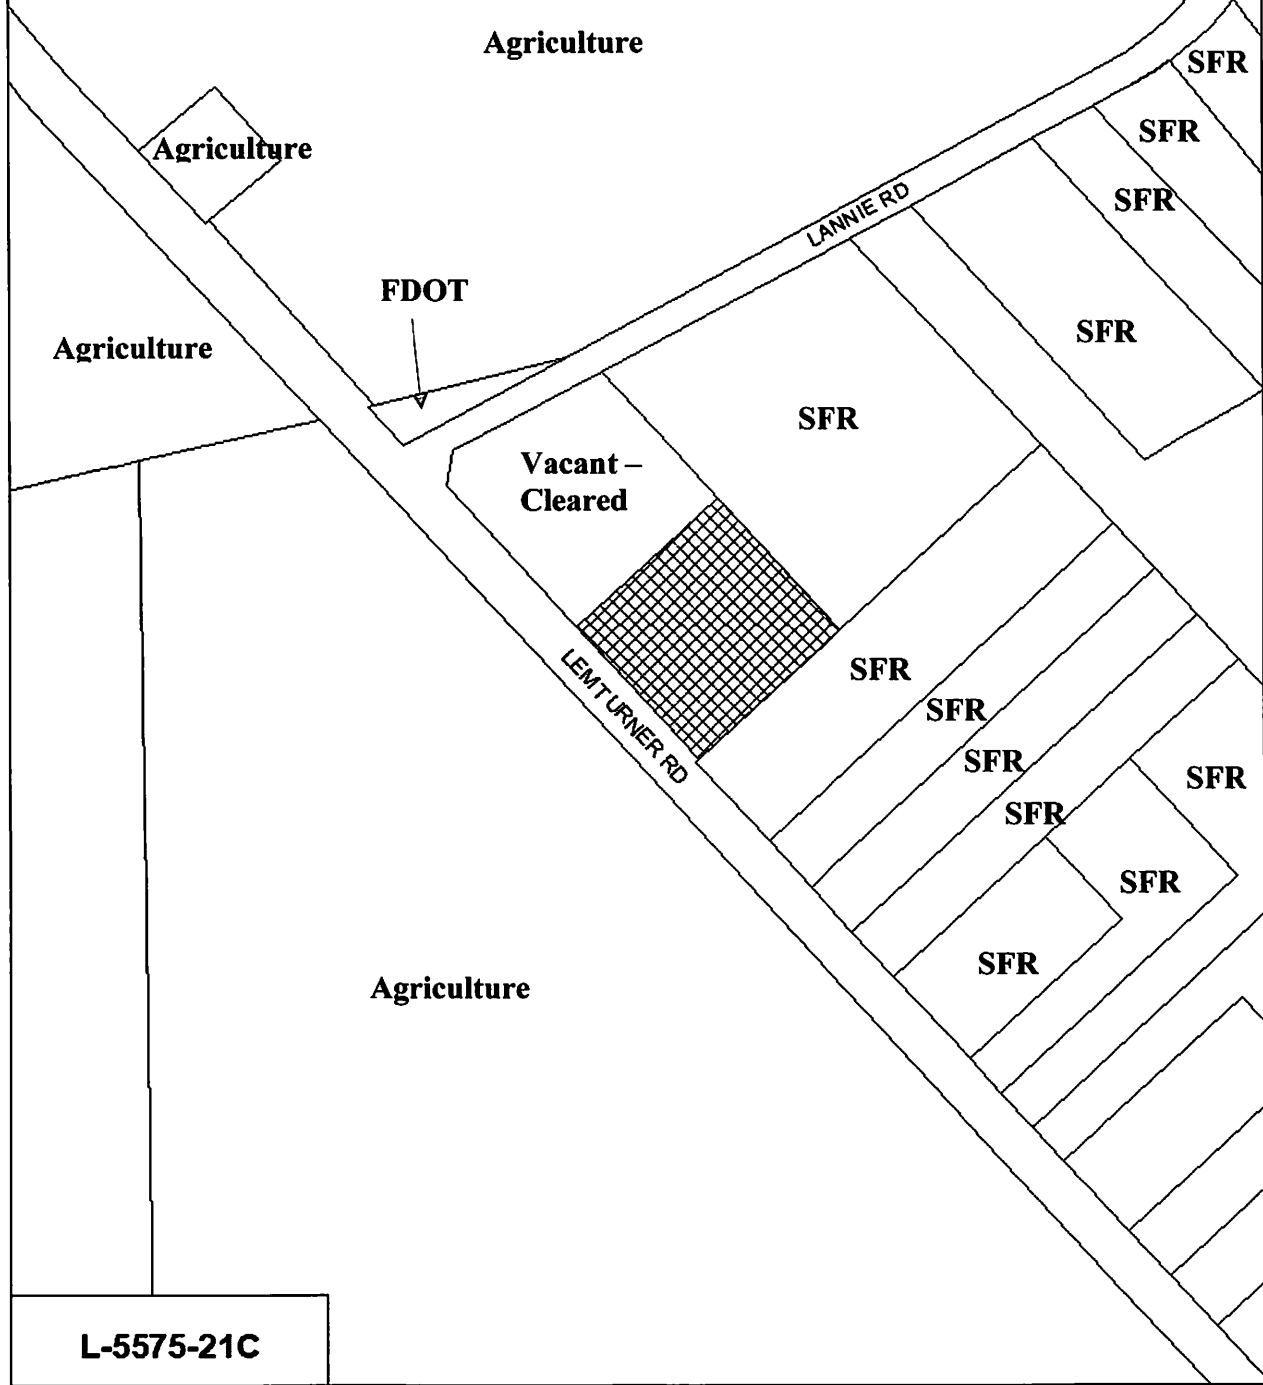 Agriculture
SFR
SFR
Agriculture
SFR
LANNIE RD
FDOT
SFR
Agriculture
SFR
Vacant –
Cleared
SFR
SFR
LEM TURNER RD
SFR
SFR
SFR
SFR
SFR
Agriculture
L-5575-21C